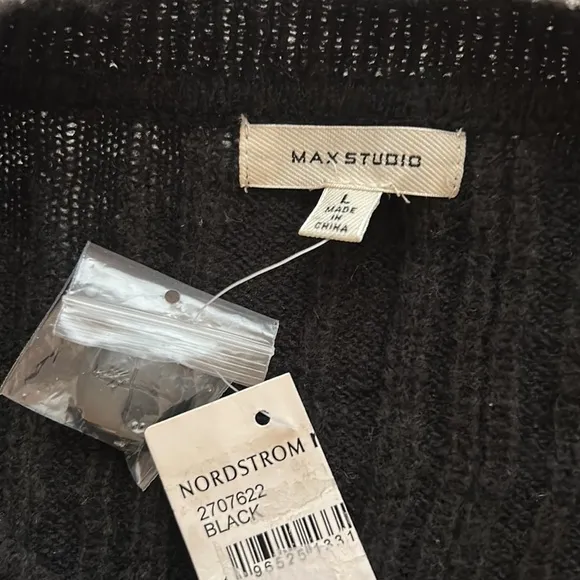 MAX STUDIO
L
MADE
IN
CHINA
NORDSTROM
2707622
BLACK